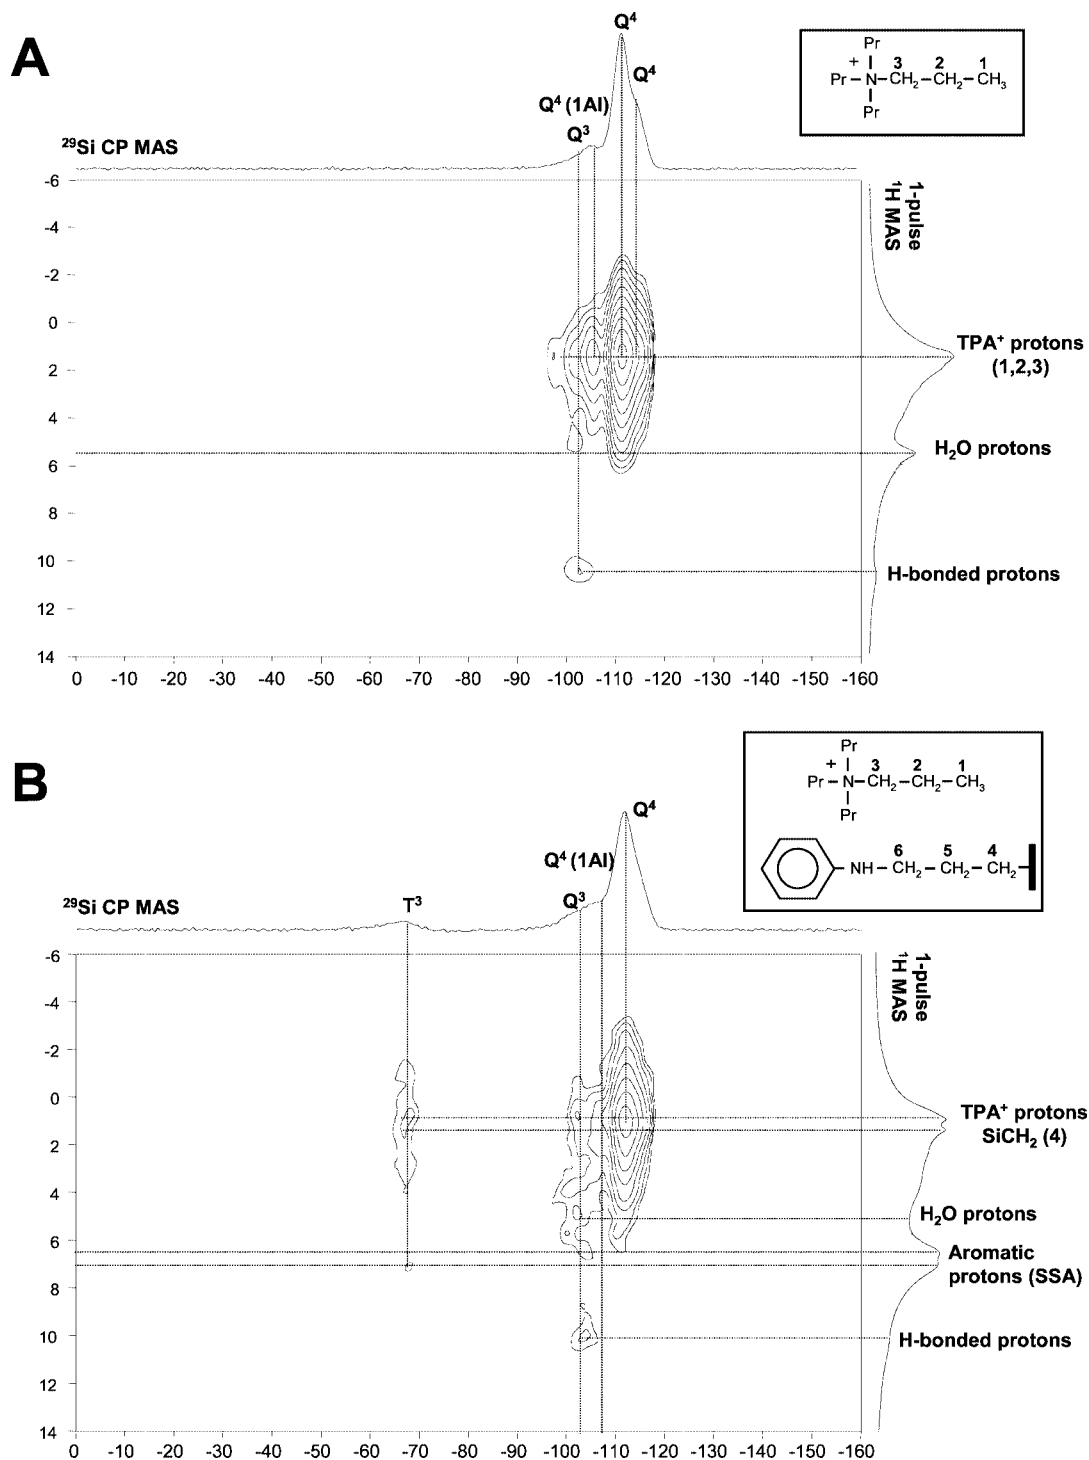 A
Q⁴
Q⁴
Q⁴ (1Al)
Q³
²⁹Si CP MAS
Pr
+ 3 2 1
Pr–N–CH₂–CH₂–CH₃
Pr
1-pulse
¹H MAS
-6
-4
-2
0
2
4
6
8
10
12
14
TPA⁺ protons
(1,2,3)
H₂O protons
H-bonded protons
0 -10 -20 -30 -40 -50 -60 -70 -80 -90 -100 -110 -120 -130 -140 -150 -160
B
Q⁴
Q⁴ (1Al)
Q³
T³
²⁹Si CP MAS
Pr
+ 3 2 1
Pr–N–CH₂–CH₂–CH₃
Pr
6 5 4
NH–CH₂–CH₂–CH₂
1-pulse
¹H MAS
-6
-4
-2
0
2
4
6
8
10
12
14
TPA⁺ protons
SiCH₂ (4)
H₂O protons
Aromatic
protons (SSA)
H-bonded protons
0 -10 -20 -30 -40 -50 -60 -70 -80 -90 -100 -110 -120 -130 -140 -150 -160